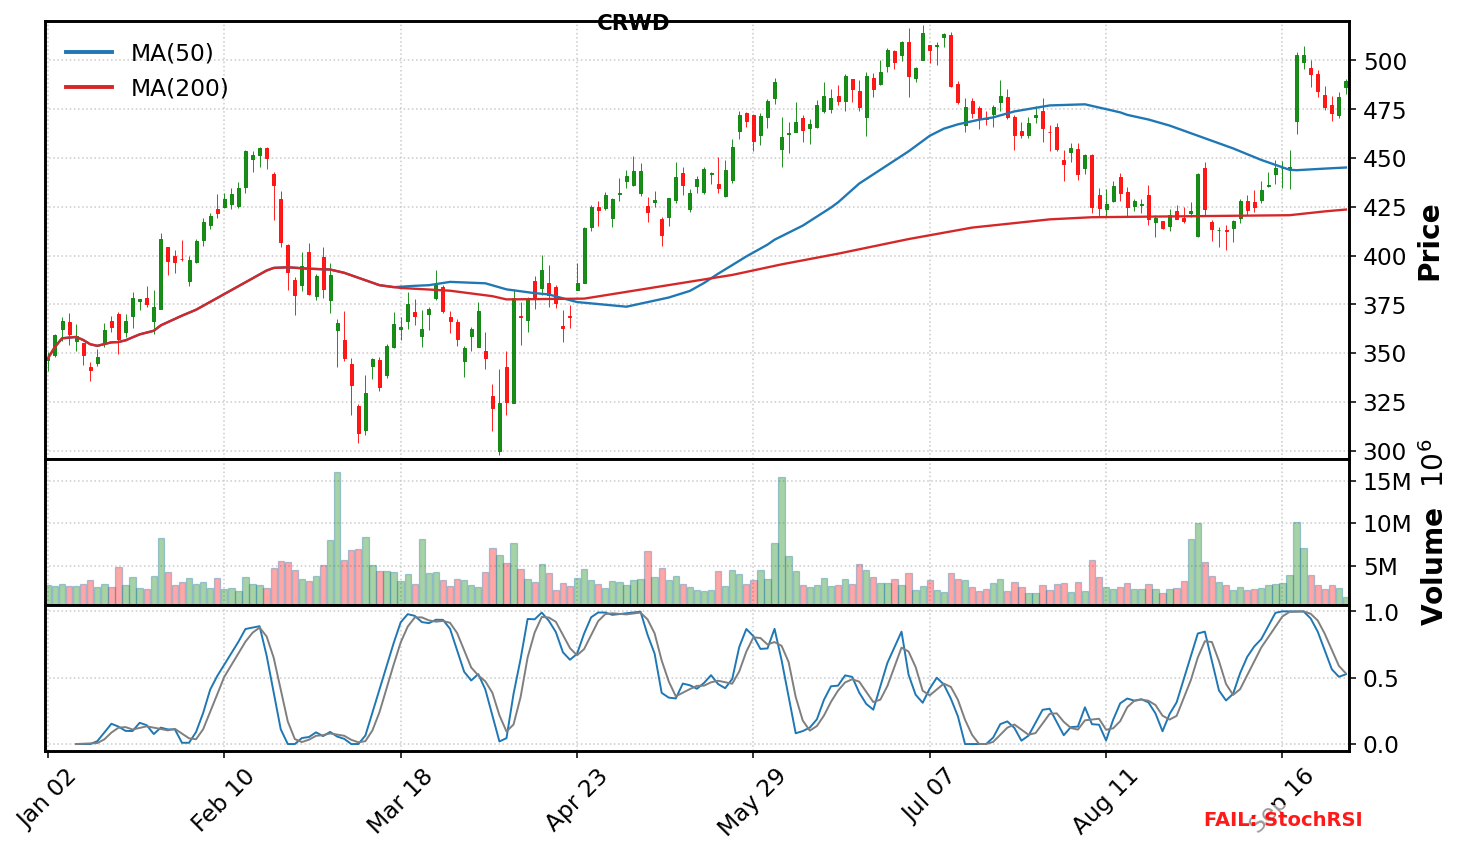 CRWD
MA(50)
MA(200)
500
475
450
425
400
375
350
325
300
Price
15M
10M
5M
Volume 10^6
1.0
0.5
0.0
Jan 02
Feb 10
Mar 18
Apr 23
May 29
Jul 07
Aug 11
Sep 16
FAIL: StochRSI